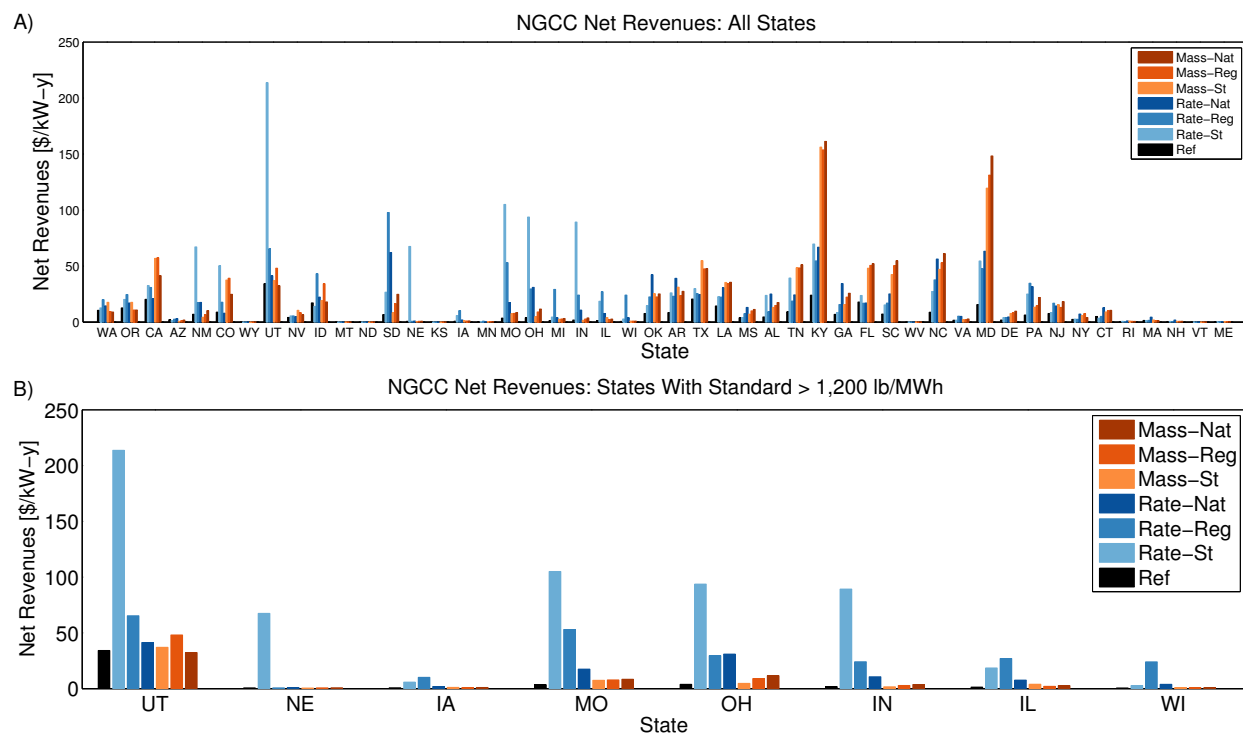 A)
NGCC Net Revenues: All States
250
200
150
100
50
0
Net Revenues [$/kW−y]
Mass−Nat
Mass−Reg
Mass−St
Rate−Nat
Rate−Reg
Rate−St
Ref
WA OR CA AZ NM CO WY UT NV ID MT ND SD NE KS IA MN MO OH MI IN IL WI OK AR TX LA MS AL TN KY GA FL SC WV NC VA MD DE PA NJ NY CT RI MA NH VT ME
State
B)
NGCC Net Revenues: States With Standard > 1,200 lb/MWh
250
200
150
100
50
0
Net Revenues [$/kW−y]
Mass−Nat
Mass−Reg
Mass−St
Rate−Nat
Rate−Reg
Rate−St
Ref
UT NE IA MO OH IN IL WI
State